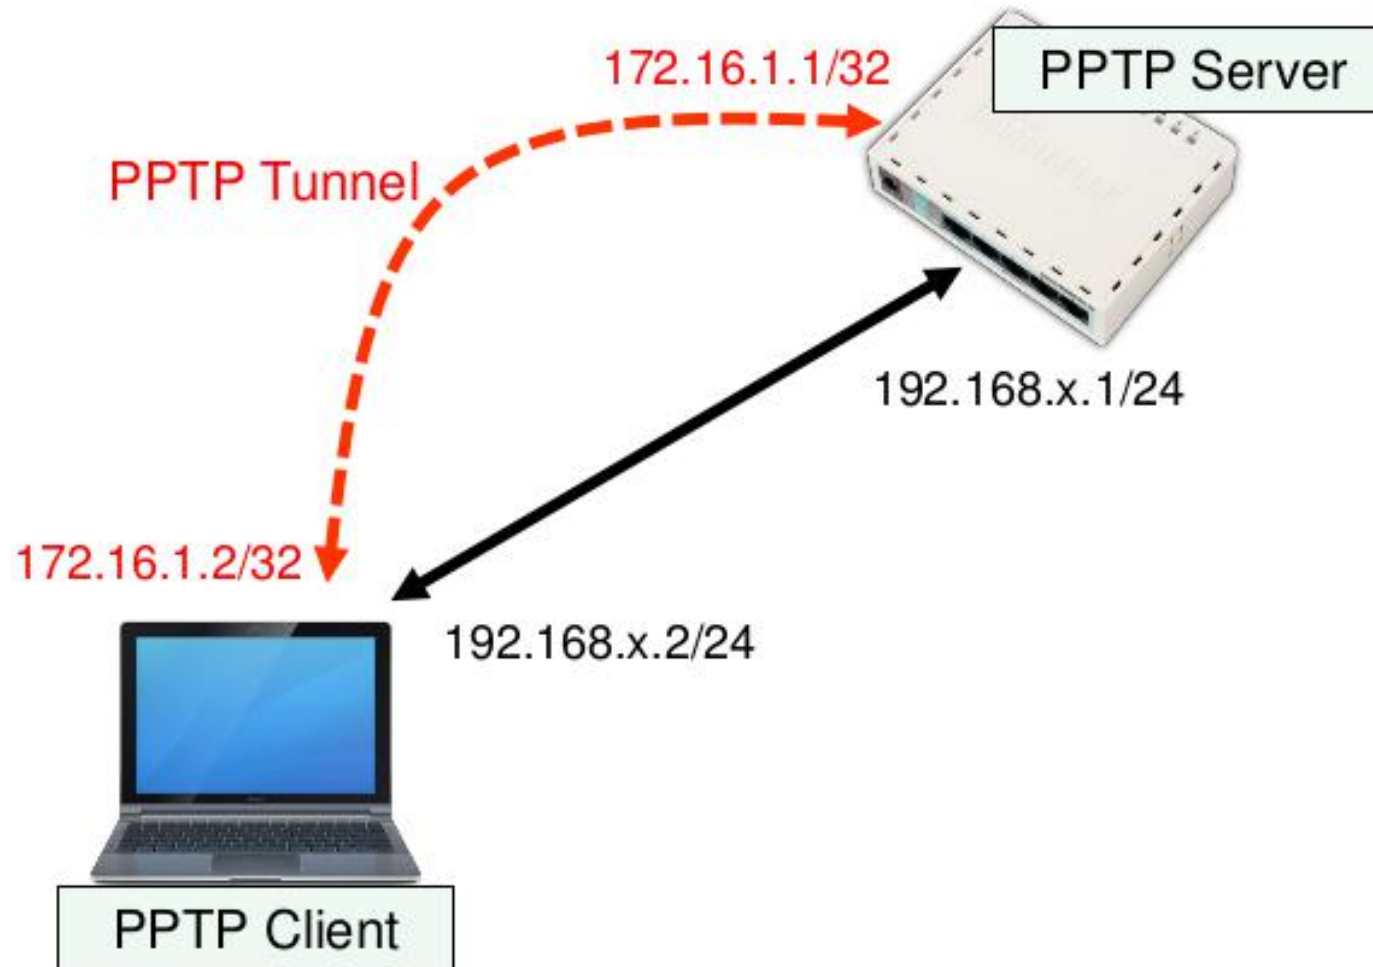 172.16.1.1/32
PPTP Server
PPTP Tunnel
192.168.x.1/24
172.16.1.2/32
192.168.x.2/24
PPTP Client